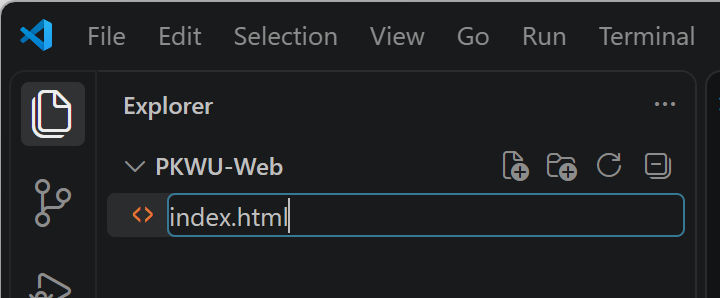 File Edit Selection View Go Run Terminal
Explorer
PKWU-Web
index.html